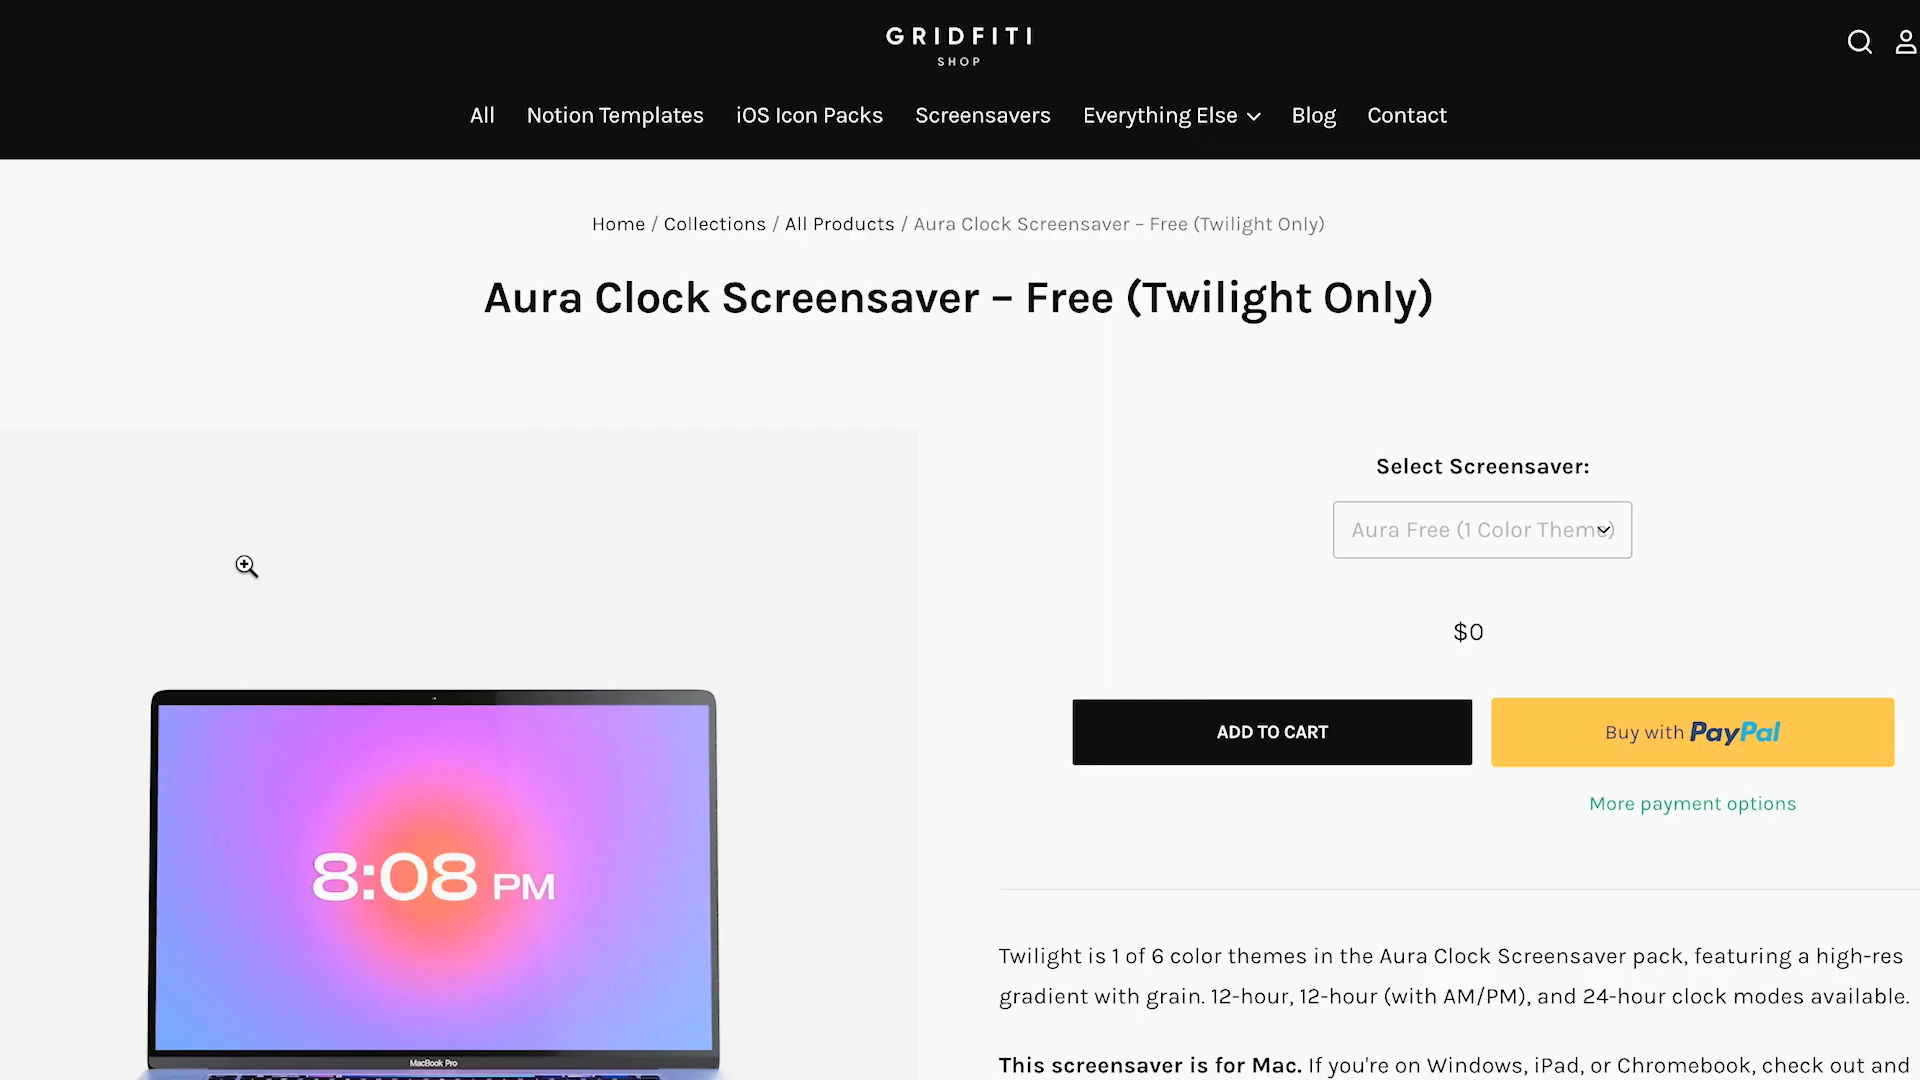 GRIDFITI
SHOP
All Notion Templates iOS Icon Packs Screensavers Everything Else Blog Contact
Home / Collections / All Products / Aura Clock Screensaver – Free (Twilight Only)
Aura Clock Screensaver – Free (Twilight Only)
Select Screensaver:
Aura Free (1 Color Theme)
$0
ADD TO CART
Buy with PayPal
More payment options
8:08 PM
MacBook Pro
Twilight is 1 of 6 color themes in the Aura Clock Screensaver pack, featuring a high-res
gradient with grain. 12-hour, 12-hour (with AM/PM), and 24-hour clock modes available.
This screensaver is for Mac. If you're on Windows, iPad, or Chromebook, check out and